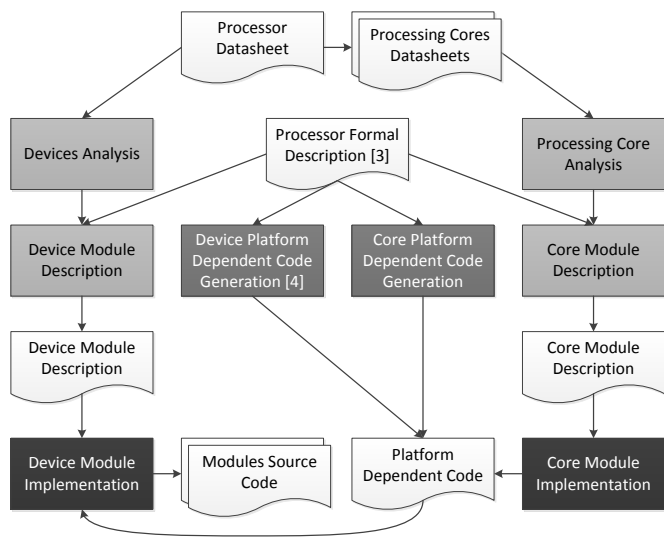 Processor
Datasheet
Processing Cores
Datasheets
Devices Analysis
Processor Formal
Description [3]
Processing Core
Analysis
Device Module
Description
Device Platform
Dependent Code
Generation [4]
Core Platform
Dependent Code
Generation
Core Module
Description
Device Module
Description
Core Module
Description
Device Module
Implementation
Modules Source
Code
Platform
Dependent Code
Core Module
Implementation